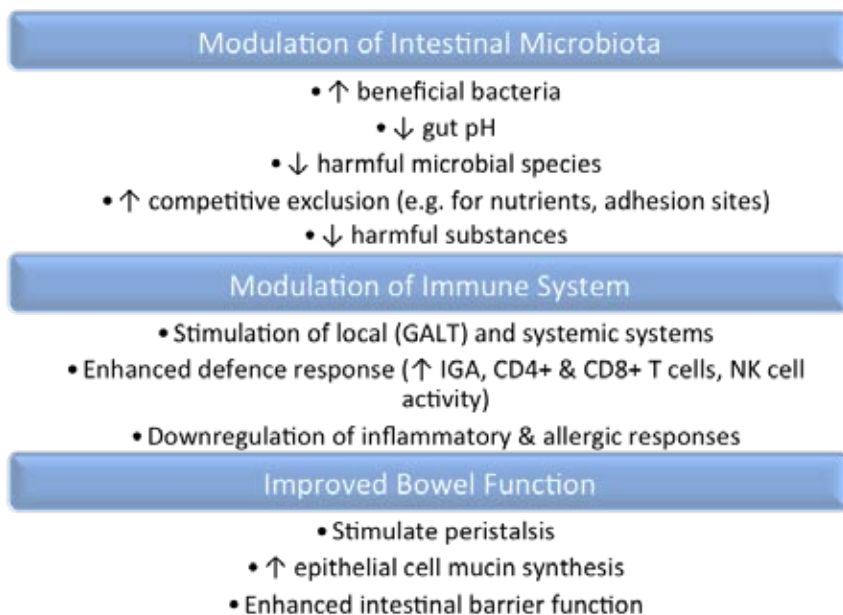 Modulation of Intestinal Microbiota
• ↑ beneficial bacteria
• ↓ gut pH
• ↓ harmful microbial species
• ↑ competitive exclusion (e.g. for nutrients, adhesion sites)
• ↓ harmful substances
Modulation of Immune System
• Stimulation of local (GALT) and systemic systems
• Enhanced defence response (↑ IGA, CD4+ & CD8+ T cells, NK cell
activity)
• Downregulation of inflammatory & allergic responses
Improved Bowel Function
• Stimulate peristalsis
• ↑ epithelial cell mucin synthesis
• Enhanced intestinal barrier function